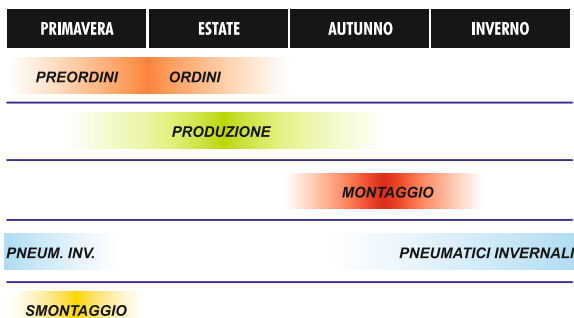 PRIMAVERA ESTATE AUTUNNO INVERNO
PREORDINI ORDINI
PRODUZIONE
MONTAGGIO
PNEUM. INV. PNEUMATICI INVERNALI
SMONTAGGIO